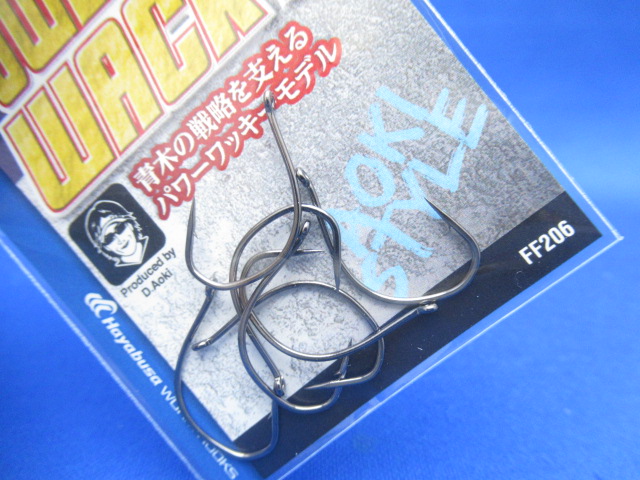 WACK
青木の戦略を支える
パワーワッキーモデル
AOKI
STYLE
Produced by
D.Aoki
FF206
Hayabusa